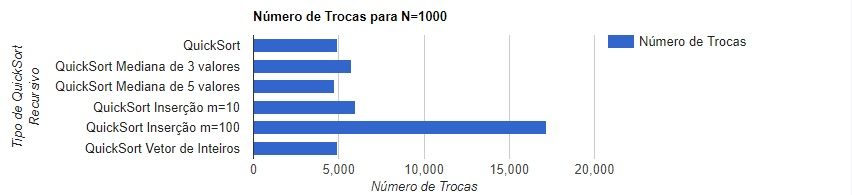 Número de Trocas para N=1000
Tipo de QuickSort
Recursivo
QuickSort
QuickSort Mediana de 3 valores
QuickSort Mediana de 5 valores
QuickSort Inserção m=10
QuickSort Inserção m=100
QuickSort Vetor de Inteiros
0 5,000 10,000 15,000 20,000
Número de Trocas
Número de Trocas